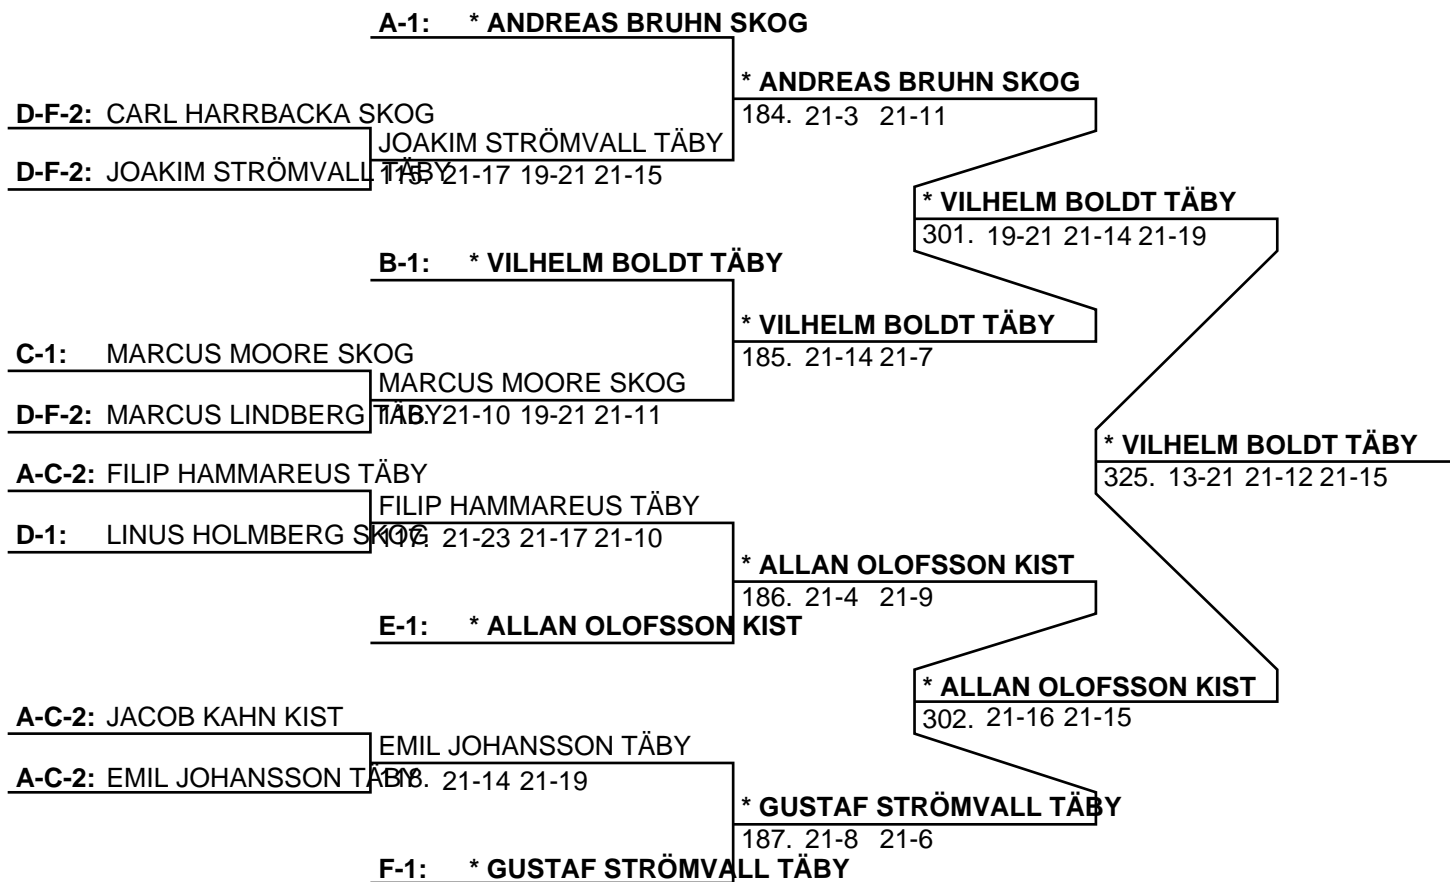 A-1: * ANDREAS BRUHN SKOG
* ANDREAS BRUHN SKOG
184. 21-3 21-11
D-F-2: CARL HARRBACKA SKOG
JOAKIM STRÖMVALL TÄBY
D-F-2: JOAKIM STRÖMVALL TÄBY
115. 21-17 19-21 21-15
* VILHELM BOLDT TÄBY
301. 19-21 21-14 21-19
B-1: * VILHELM BOLDT TÄBY
* VILHELM BOLDT TÄBY
185. 21-14 21-7
C-1: MARCUS MOORE SKOG
MARCUS MOORE SKOG
D-F-2: MARCUS LINDBERG TÄBY
116. 21-10 19-21 21-11
* VILHELM BOLDT TÄBY
325. 13-21 21-12 21-15
A-C-2: FILIP HAMMAREUS TÄBY
FILIP HAMMAREUS TÄBY
D-1: LINUS HOLMBERG SKOG
117. 21-23 21-17 21-10
* ALLAN OLOFSSON KIST
186. 21-4 21-9
E-1: * ALLAN OLOFSSON KIST
* ALLAN OLOFSSON KIST
302. 21-16 21-15
A-C-2: JACOB KAHN KIST
EMIL JOHANSSON TÄBY
A-C-2: EMIL JOHANSSON TÄBY
118. 21-14 21-19
* GUSTAF STRÖMVALL TÄBY
187. 21-8 21-6
F-1: * GUSTAF STRÖMVALL TÄBY